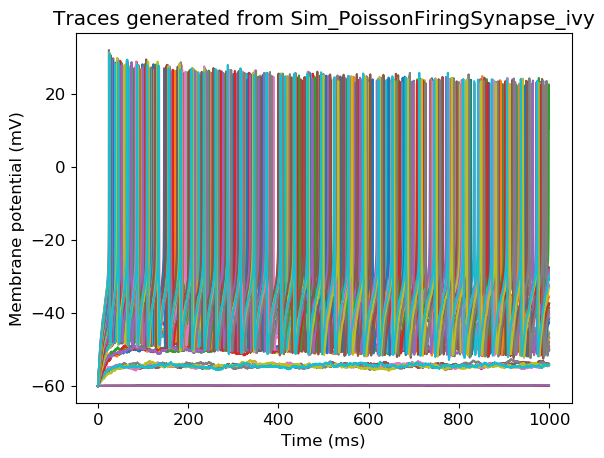 Traces generated from Sim_PoissonFiringSynapse_ivy
20
0
−20
−40
−60
Membrane potential (mV)
0 200 400 600 800 1000
Time (ms)